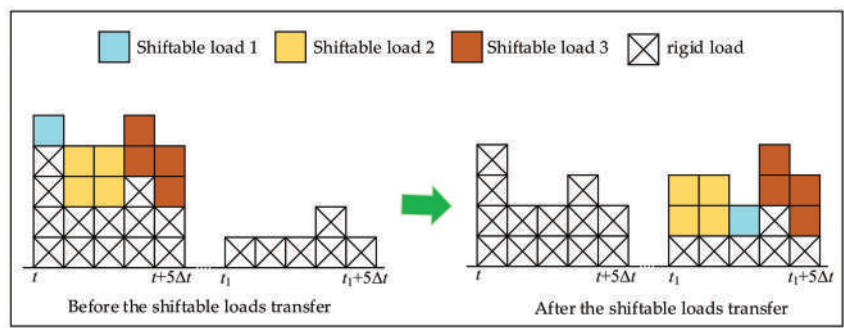 Shiftable load 1 Shiftable load 2 Shiftable load 3 rigid load
t t+5Δt t₁ t₁+5Δt t t+5Δt t₁ t₁+5Δt
Before the shiftable loads transfer After the shiftable loads transfer